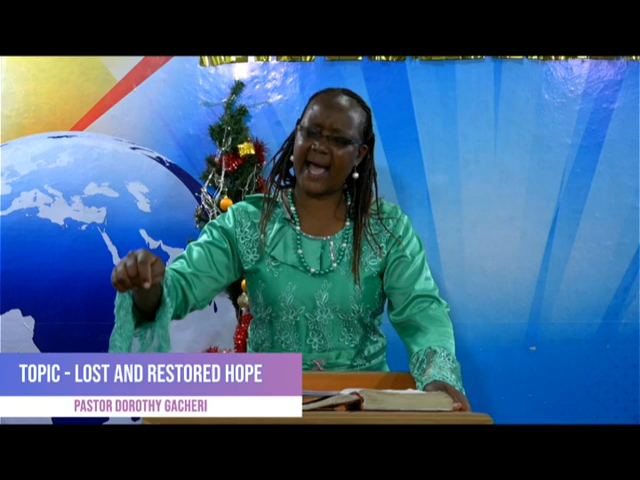 TOPIC - LOST AND RESTORED HOPE
PASTOR DOROTHY GACHERI